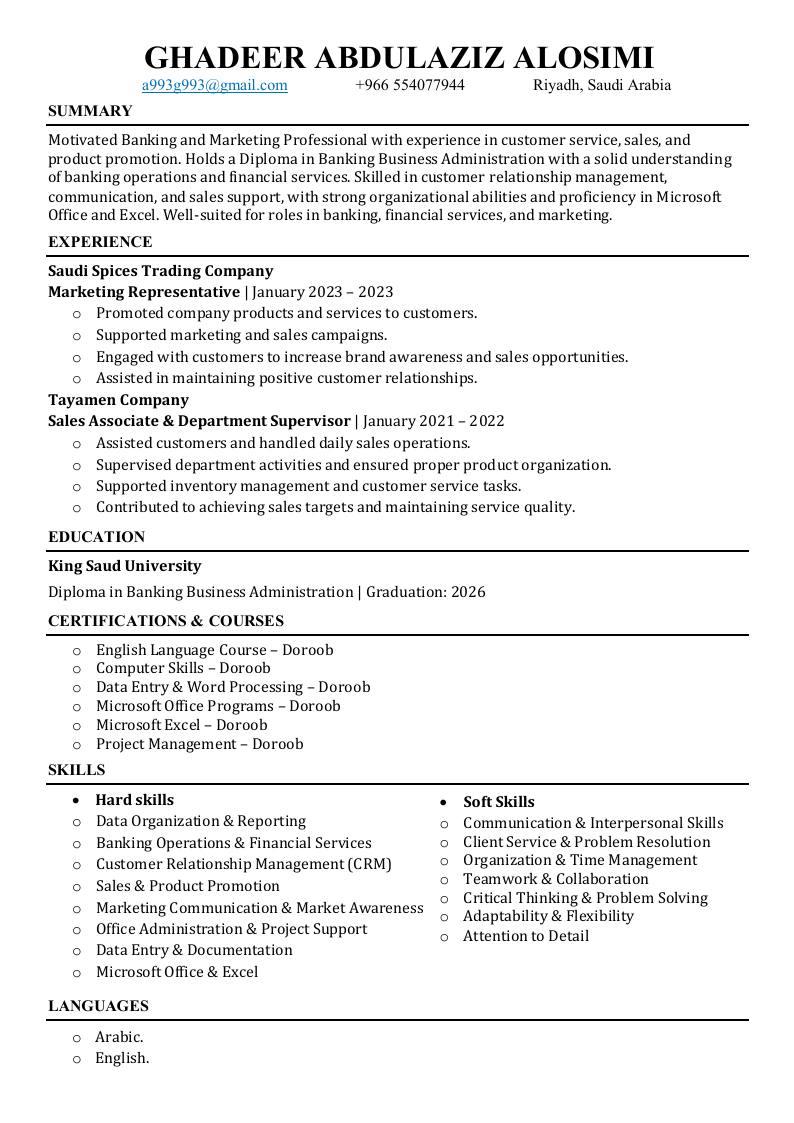 GHADEER ABDULAZIZ ALOSIMI
a993g993@gmail.com +966 554077944 Riyadh, Saudi Arabia
SUMMARY
Motivated Banking and Marketing Professional with experience in customer service, sales, and
product promotion. Holds a Diploma in Banking Business Administration with a solid understanding
of banking operations and financial services. Skilled in customer relationship management,
communication, and sales support, with strong organizational abilities and proficiency in Microsoft
Office and Excel. Well-suited for roles in banking, financial services, and marketing.
EXPERIENCE
Saudi Spices Trading Company
Marketing Representative | January 2023 – 2023
o Promoted company products and services to customers.
o Supported marketing and sales campaigns.
o Engaged with customers to increase brand awareness and sales opportunities.
o Assisted in maintaining positive customer relationships.
Tayamen Company
Sales Associate & Department Supervisor | January 2021 – 2022
o Assisted customers and handled daily sales operations.
o Supervised department activities and ensured proper product organization.
o Supported inventory management and customer service tasks.
o Contributed to achieving sales targets and maintaining service quality.
EDUCATION
King Saud University
Diploma in Banking Business Administration | Graduation: 2026
CERTIFICATIONS & COURSES
o English Language Course – Doroob
o Computer Skills – Doroob
o Data Entry & Word Processing – Doroob
o Microsoft Office Programs – Doroob
o Microsoft Excel – Doroob
o Project Management – Doroob
SKILLS
• Hard skills
o Data Organization & Reporting
o Banking Operations & Financial Services
o Customer Relationship Management (CRM)
o Sales & Product Promotion
o Marketing Communication & Market Awareness
o Office Administration & Project Support
o Data Entry & Documentation
o Microsoft Office & Excel
• Soft Skills
o Communication & Interpersonal Skills
o Client Service & Problem Resolution
o Organization & Time Management
o Teamwork & Collaboration
o Critical Thinking & Problem Solving
o Adaptability & Flexibility
o Attention to Detail
LANGUAGES
o Arabic.
o English.